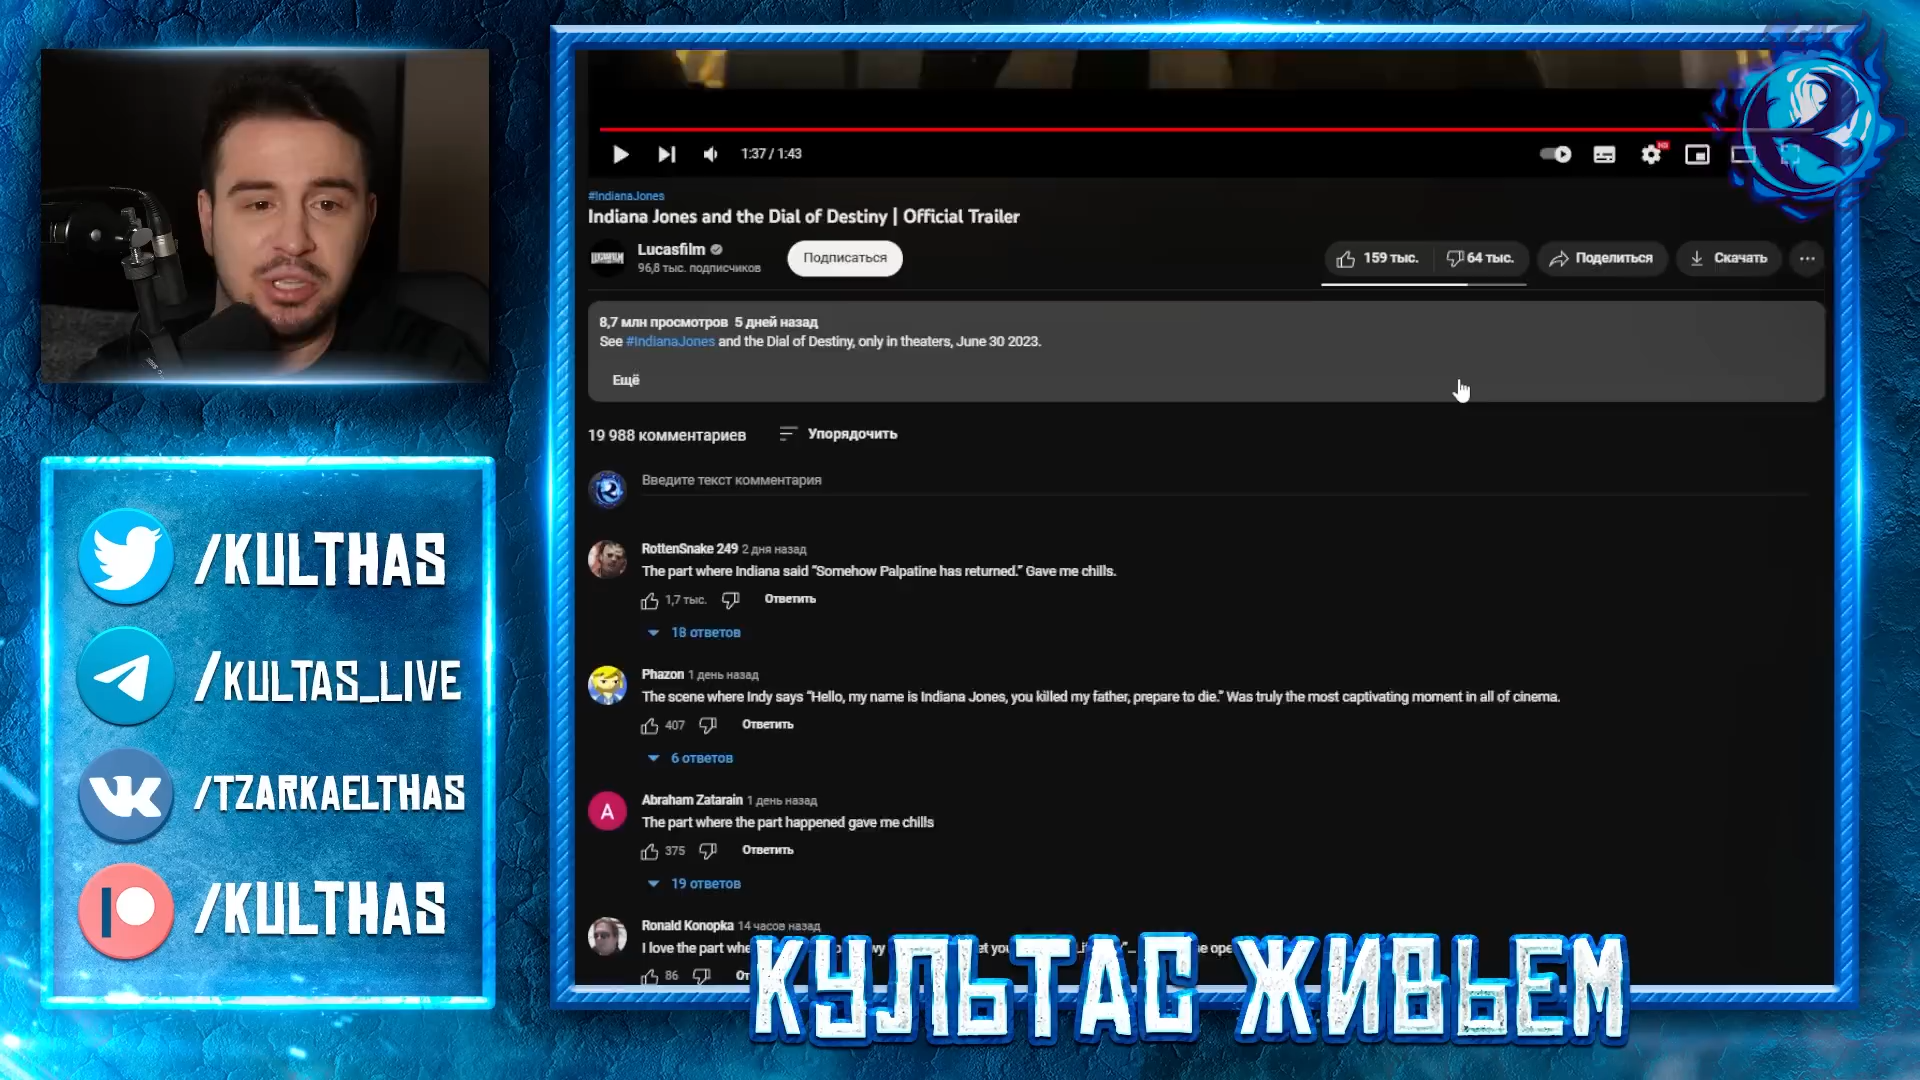 1:37 / 1:43
#IndianaJones
Indiana Jones and the Dial of Destiny | Official Trailer
Lucasfilm
96,8 тыс. подписчиков
Подписаться
159 тыс.
64 тыс.
Поделиться
Скачать
8,7 млн просмотров 5 дней назад
See #IndianaJones and the Dial of Destiny, only in theaters, June 30 2023.
Ещё
19 988 комментариев
Упорядочить
Введите текст комментария
RottenSnake 249 2 дня назад
The part where Indiana said “Somehow Palpatine has returned.” Gave me chills.
1,7 тыс.
Ответить
18 ответов
Phazon 1 день назад
The scene where Indy says “Hello, my name is Indiana Jones, you killed my father, prepare to die.” Was truly the most captivating moment in all of cinema.
407
Ответить
6 ответов
Abraham Zatarain 1 день назад
The part where the part happened gave me chills
375
Ответить
19 ответов
Ronald Konopka 14 часов назад
I love the part
86
/KULTHAS
/KULTAS_LIVE
/TZARKAELTHAS
/KULTHAS
КУЛЬТАС ЖИВЬЕМ